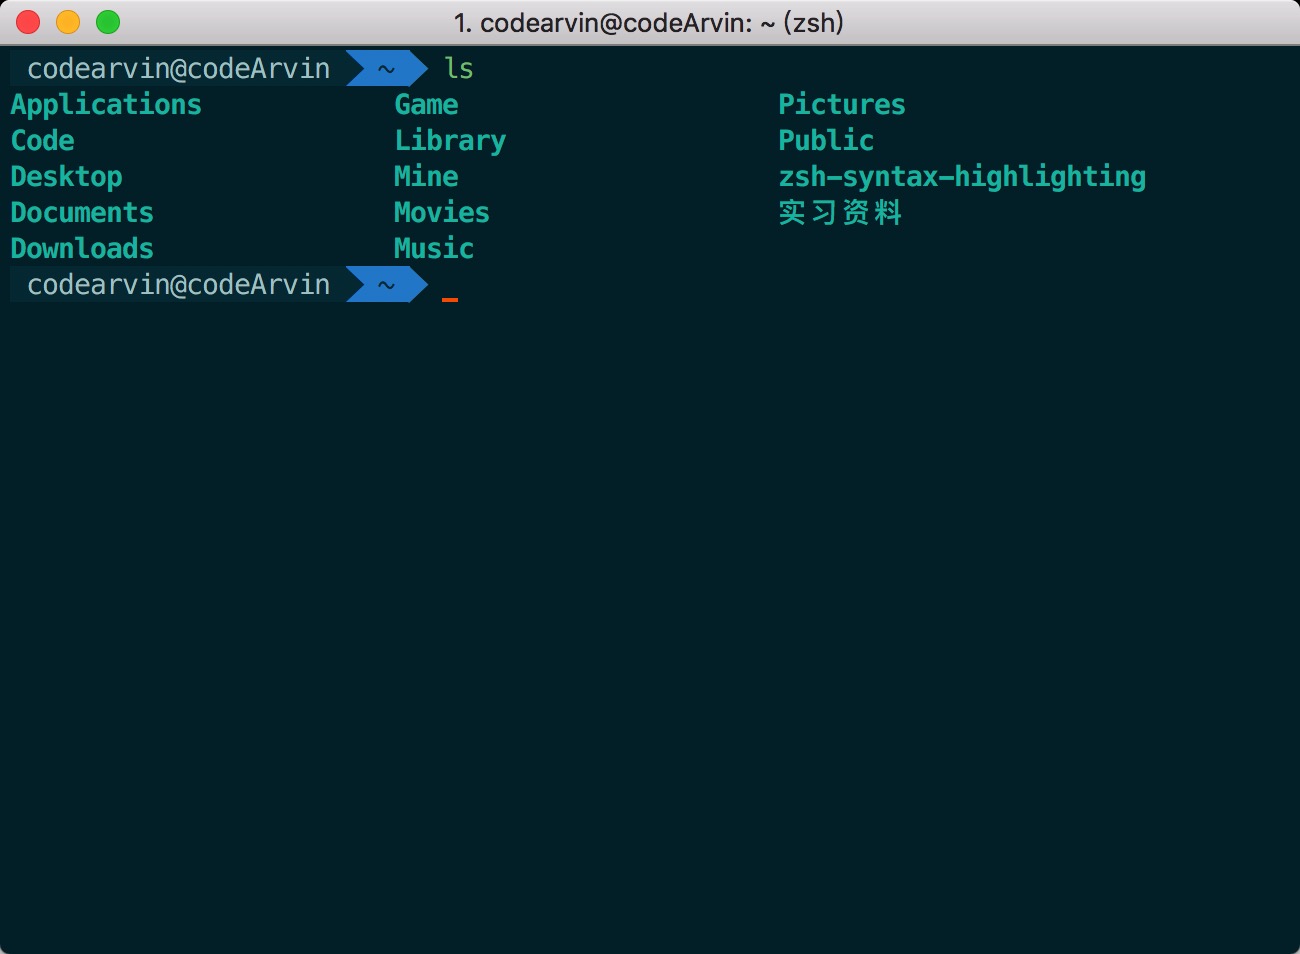 1. codearvin@codeArvin: ~ (zsh)
codearvin@codeArvin ~ ls
Applications Game Pictures
Code Library Public
Desktop Mine zsh-syntax-highlighting
Documents Movies 实习资料
Downloads Music
codearvin@codeArvin ~